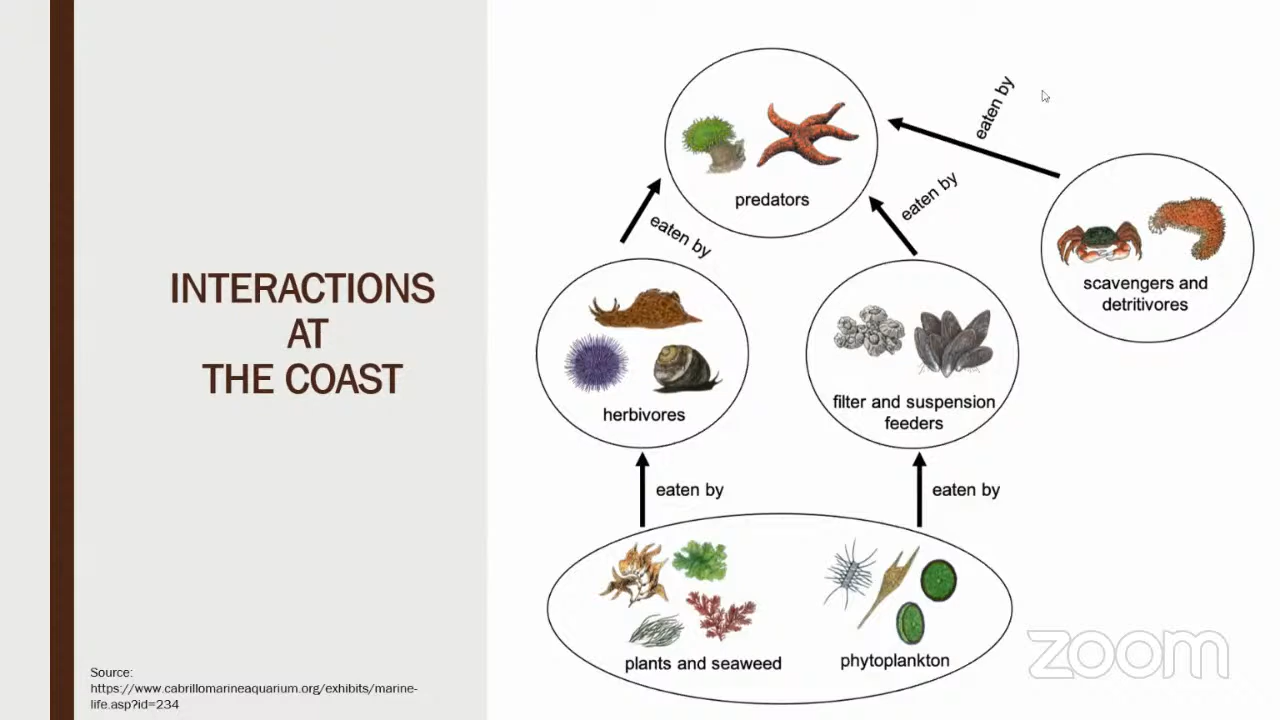 INTERACTIONS
AT
THE COAST
Source:
https://www.cabrillomarineaquarium.org/exhibits/marine-
life.asp?id=234
predators
eaten by
eaten by
eaten by
scavengers and
detritivores
herbivores
filter and suspension
feeders
eaten by
eaten by
plants and seaweed
phytoplankton
zoom